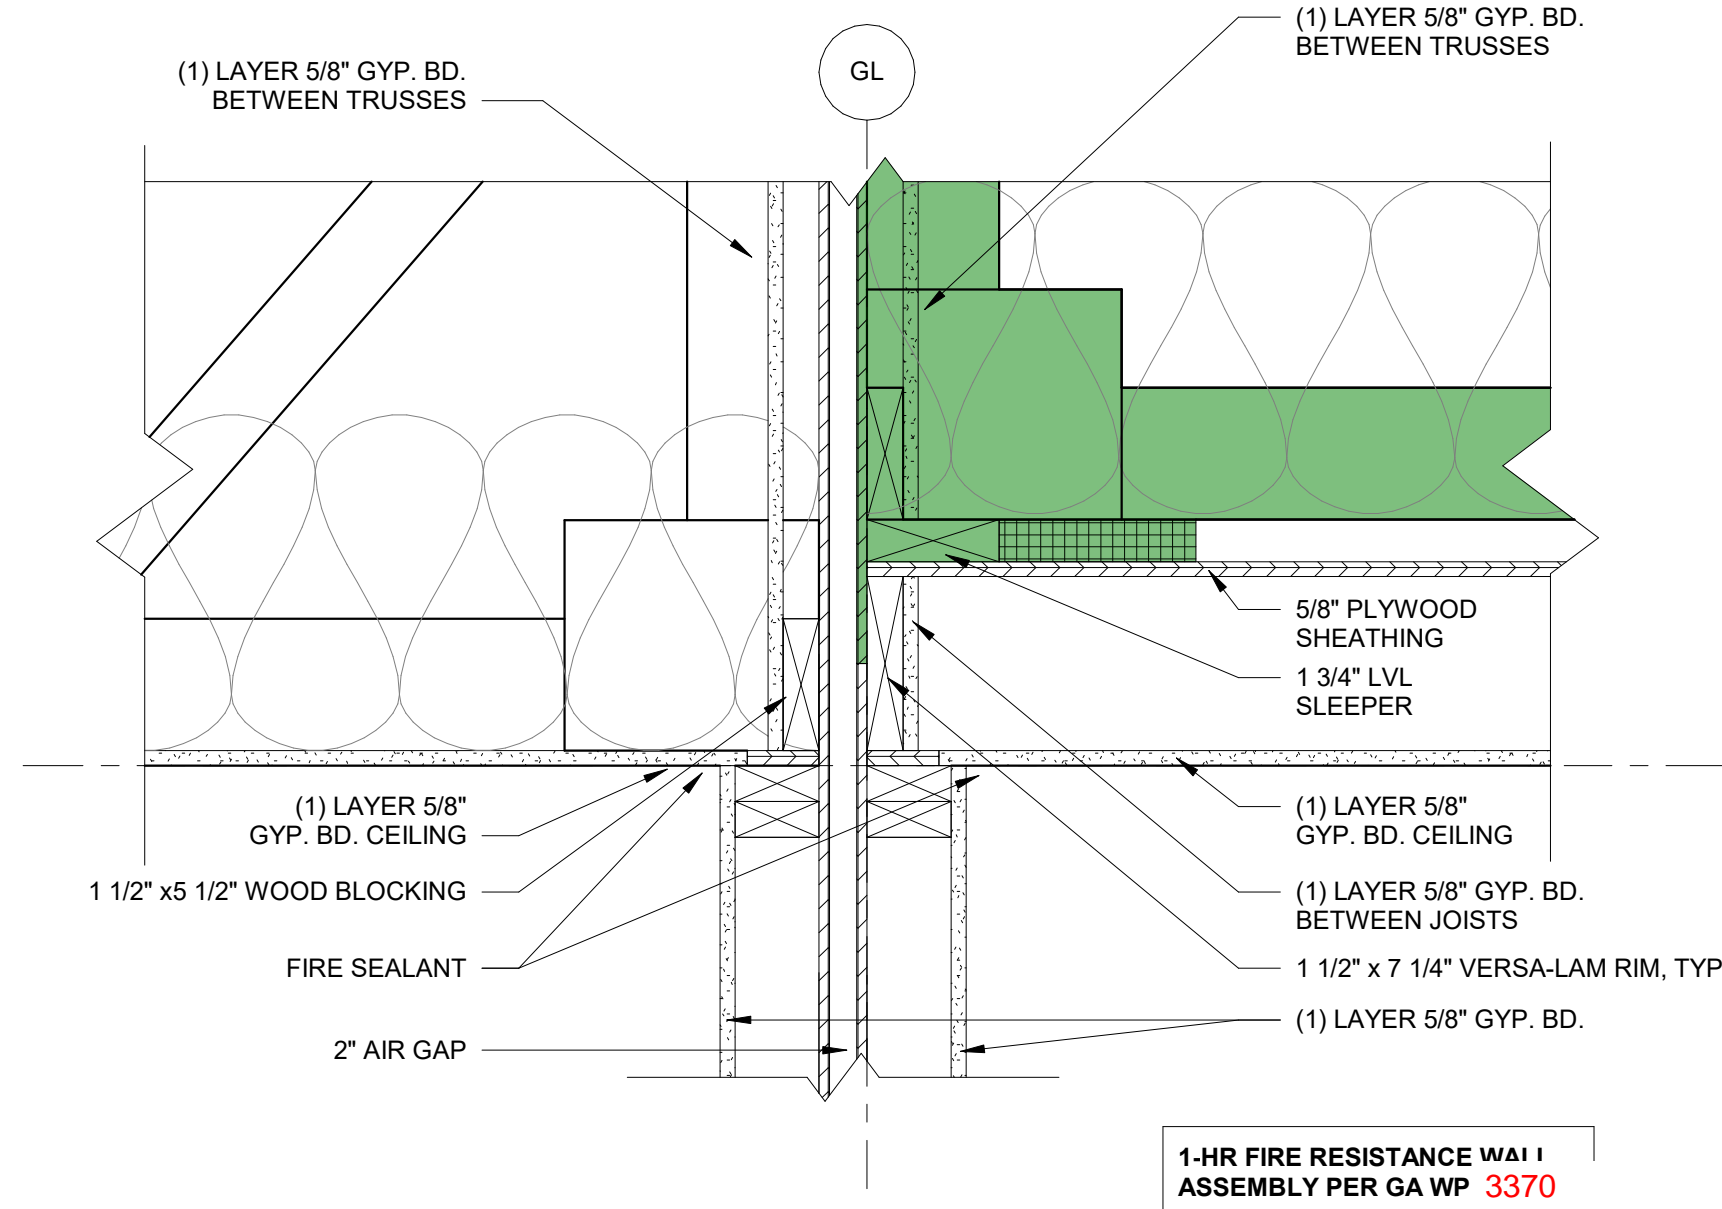 (1) LAYER 5/8" GYP. BD.
BETWEEN TRUSSES
GL
(1) LAYER 5/8" GYP. BD.
BETWEEN TRUSSES
5/8" PLYWOOD
SHEATHING
1 3/4" LVL
SLEEPER
(1) LAYER 5/8"
GYP. BD. CEILING
1 1/2" x5 1/2" WOOD BLOCKING
FIRE SEALANT
2" AIR GAP
(1) LAYER 5/8"
GYP. BD. CEILING
(1) LAYER 5/8" GYP. BD.
BETWEEN JOISTS
1 1/2" x 7 1/4" VERSA-LAM RIM, TYP
(1) LAYER 5/8" GYP. BD.
1-HR FIRE RESISTANCE WALL
ASSEMBLY PER GA WP 3370